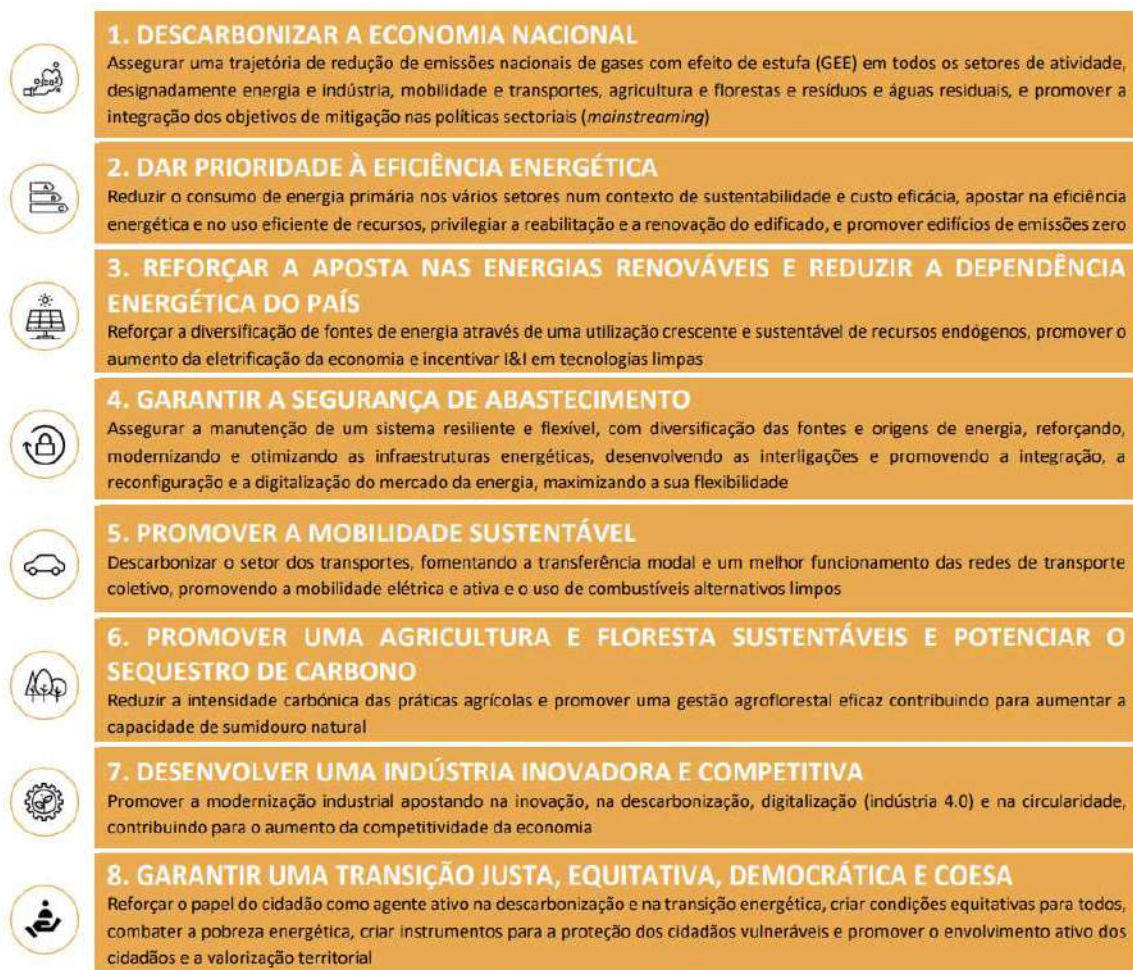 1. DESCARBONIZAR A ECONOMIA NACIONAL
Assegurar uma trajetória de redução de emissões nacionais de gases com efeito de estufa (GEE) em todos os setores de atividade,
designadamente energia e indústria, mobilidade e transportes, agricultura e florestas e resíduos e águas residuais, e promover a
integração dos objetivos de mitigação nas políticas sectoriais (mainstreaming)
2. DAR PRIORIDADE À EFICIÊNCIA ENERGÉTICA
Reduzir o consumo de energia primária nos vários setores num contexto de sustentabilidade e custo eficácia, apostar na eficiência
energética e no uso eficiente de recursos, privilegiar a reabilitação e a renovação do edificado, e promover edifícios de emissões zero
3. REFORÇAR A APOSTA NAS ENERGIAS RENOVÁVEIS E REDUZIR A DEPENDÊNCIA
ENERGÉTICA DO PAÍS
Reforçar a diversificação de fontes de energia através de uma utilização crescente e sustentável de recursos endógenos, promover o
aumento da eletrificação da economia e incentivar I&I em tecnologias limpas
4. GARANTIR A SEGURANÇA DE ABASTECIMENTO
Assegurar a manutenção de um sistema resiliente e flexível, com diversificação das fontes e origens de energia, reforçando,
modernizando e otimizando as infraestruturas energéticas, desenvolvendo as interligações e promovendo a integração, a
reconfiguração e a digitalização do mercado da energia, maximizando a sua flexibilidade
5. PROMOVER A MOBILIDADE SUSTENTÁVEL
Descarbonizar o setor dos transportes, fomentando a transferência modal e um melhor funcionamento das redes de transporte
coletivo, promovendo a mobilidade elétrica e ativa e o uso de combustíveis alternativos limpos
6. PROMOVER UMA AGRICULTURA E FLORESTA SUSTENTÁVEIS E POTENCIAR O
SEQUESTRO DE CARBONO
Reduzir a intensidade carbónica das práticas agrícolas e promover uma gestão agroflorestal eficaz contribuindo para aumentar a
capacidade de sumidouro natural
7. DESENVOLVER UMA INDÚSTRIA INOVADORA E COMPETITIVA
Promover a modernização industrial apostando na inovação, na descarbonização, digitalização (indústria 4.0) e na circularidade,
contribuindo para o aumento da competitividade da economia
8. GARANTIR UMA TRANSIÇÃO JUSTA, EQUITATIVA, DEMOCRÁTICA E COESA
Reforçar o papel do cidadão como agente ativo na descarbonização e na transição energética, criar condições equitativas para todos,
combater a pobreza energética, criar instrumentos para a proteção dos cidadãos vulneráveis e promover o envolvimento ativo dos
cidadãos e a valorização territorial